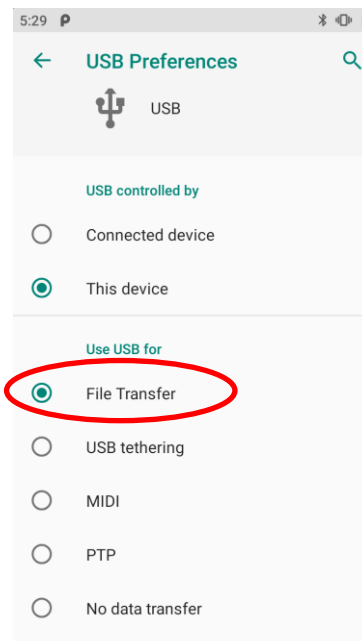 5:29
USB Preferences
USB
USB controlled by
Connected device
This device
Use USB for
File Transfer
USB tethering
MIDI
PTP
No data transfer